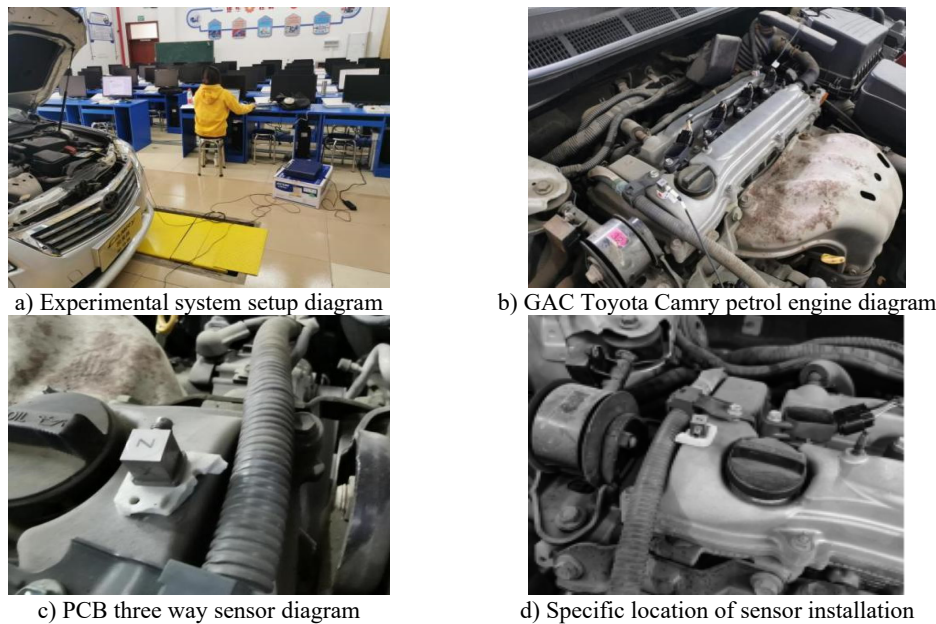 a) Experimental system setup diagram
b) GAC Toyota Camry petrol engine diagram
OIL
Z
c) PCB three way sensor diagram
d) Specific location of sensor installation